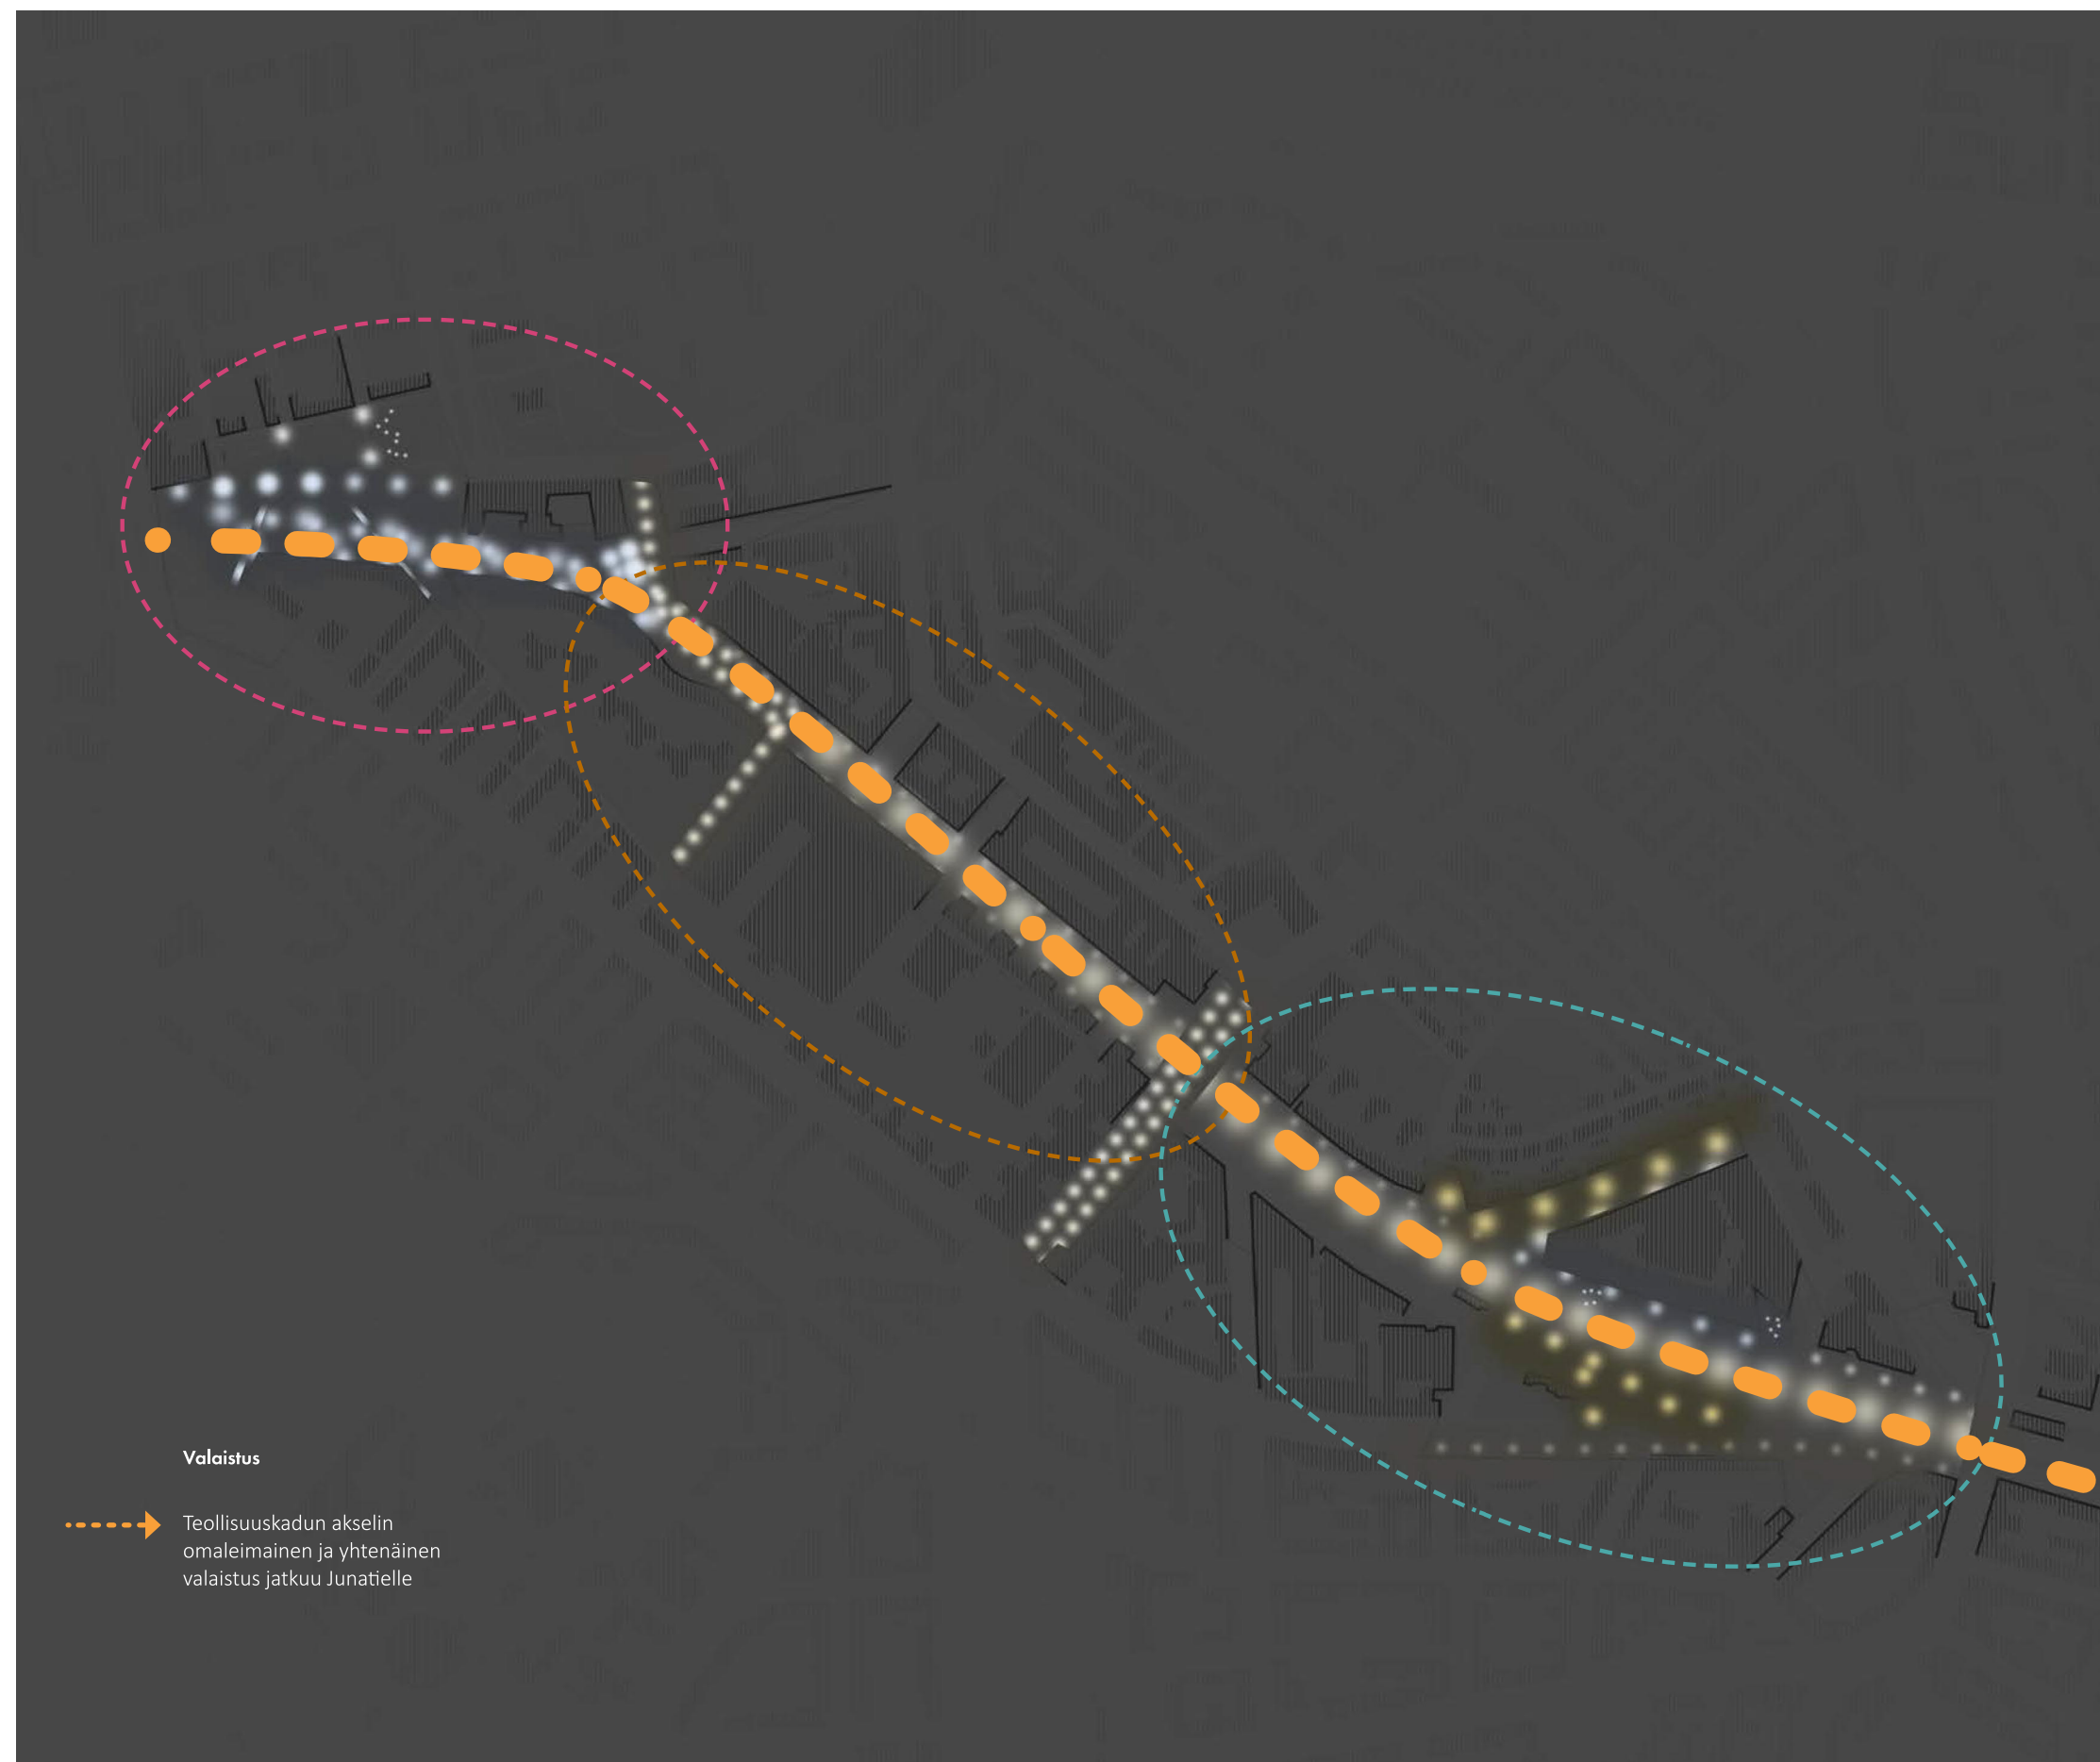 Valaistus
Teollisuuskadun akselin
omaleimainen ja yhtenäinen
valaistus jatkuu Junatielle